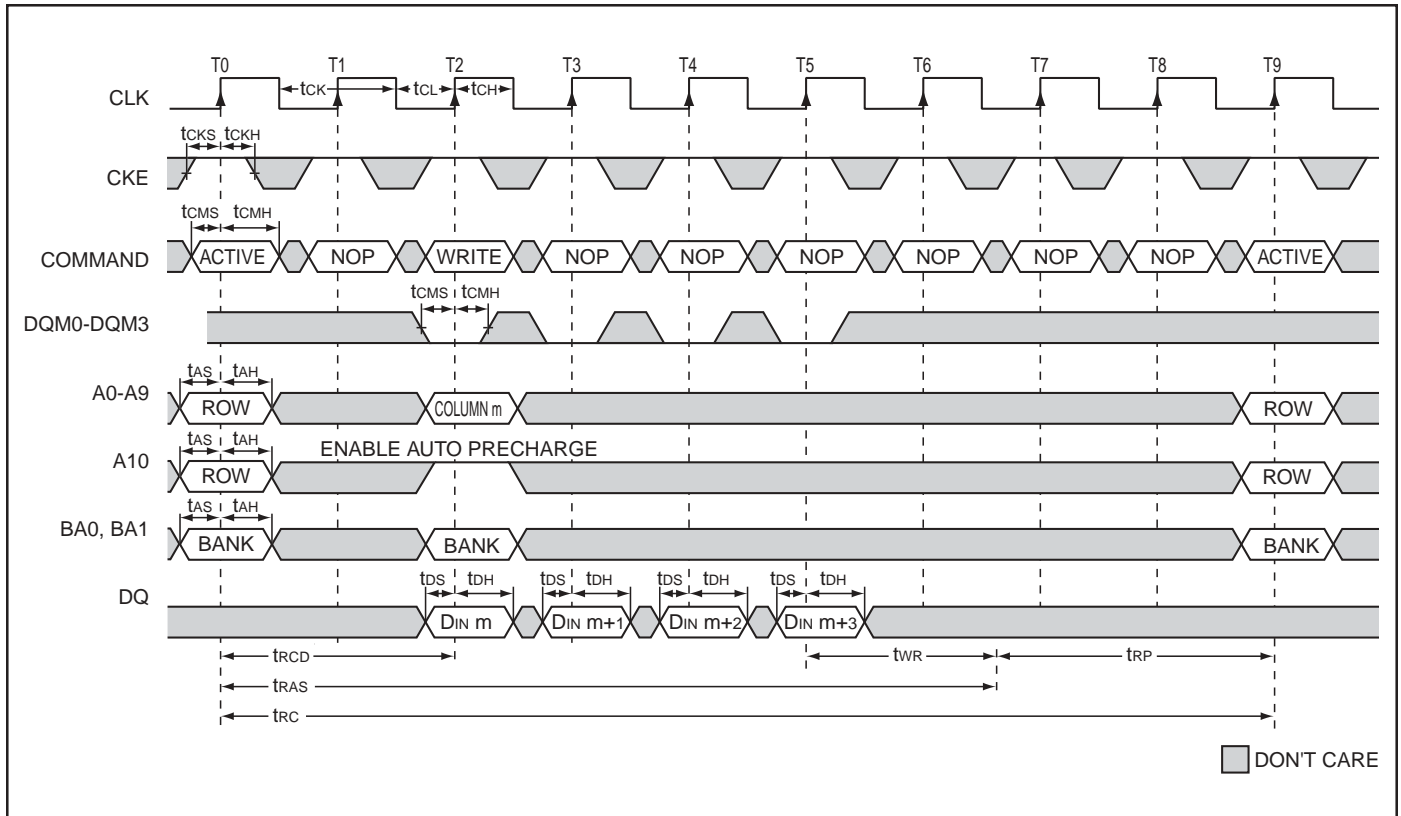 T0 T1 T2 T3 T4 T5 T6 T7 T8 T9
CLK tCK tCL tCH
tCKS tCKH
CKE
tCMS tCMH
COMMAND ACTIVE NOP WRITE NOP NOP NOP NOP NOP NOP ACTIVE
tCMS tCMH
DQM0-DQM3
tAS tAH
A0-A9 ROW COLUMN m ROW
tAS tAH ENABLE AUTO PRECHARGE
A10 ROW ROW
tAS tAH
BA0, BA1 BANK BANK BANK
tDS tDH tDS tDH tDS tDH tDS tDH
DQ DIN m DIN m+1 DIN m+2 DIN m+3
tRCD tWR tRP
tRAS
tRC
DON'T CARE